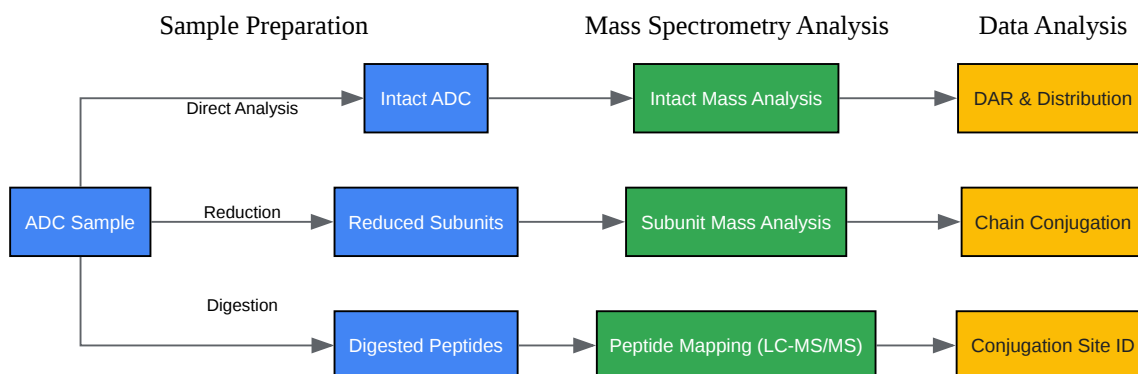 Sample Preparation
Mass Spectrometry Analysis
Data Analysis
Direct Analysis
Intact ADC
Intact Mass Analysis
DAR & Distribution
ADC Sample
Reduction
Reduced Subunits
Subunit Mass Analysis
Chain Conjugation
Digestion
Digested Peptides
Peptide Mapping (LC-MS/MS)
Conjugation Site ID